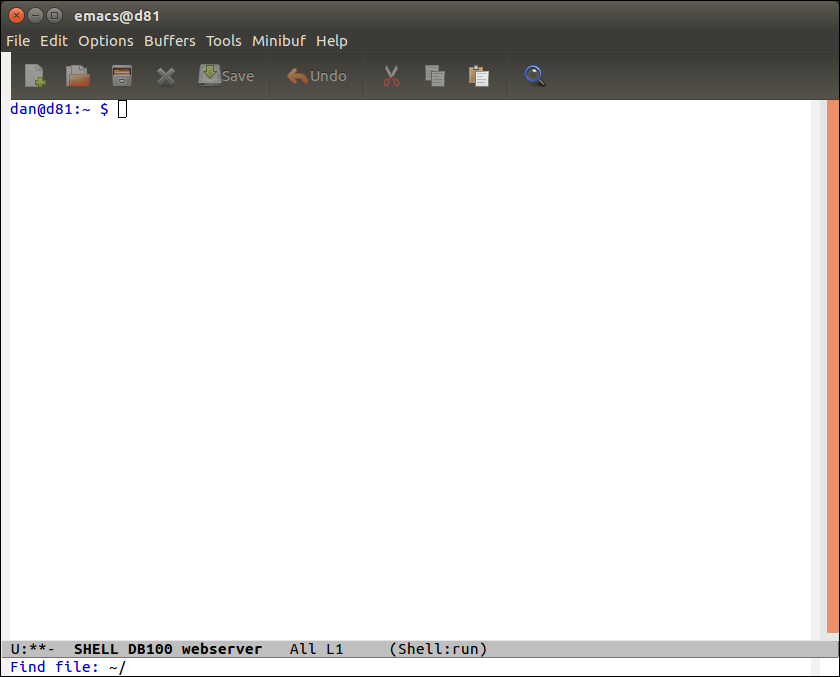 emacs@d81
File Edit Options Buffers Tools Minibuf Help
Save Undo
dan@d81:~ $
U:**-  SHELL DB100 webserver   All L1     (Shell:run)
Find file: ~/